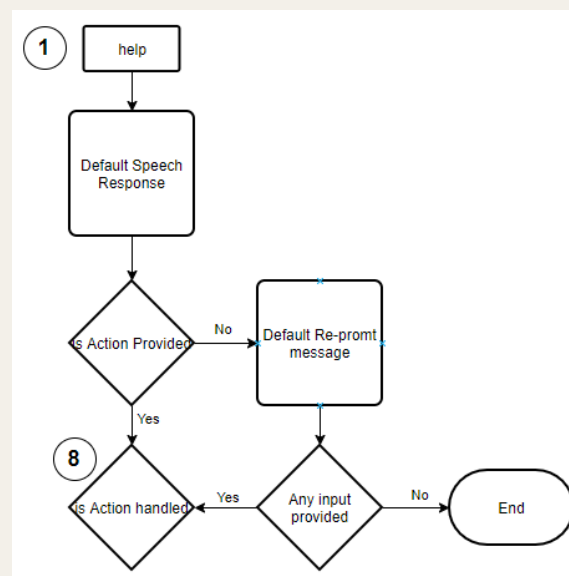 1
help
Default Speech
Response
Is Action Provided
No
Default Re-promt
message
Yes
8
is Action handled
Yes
Any input
provided
No
End